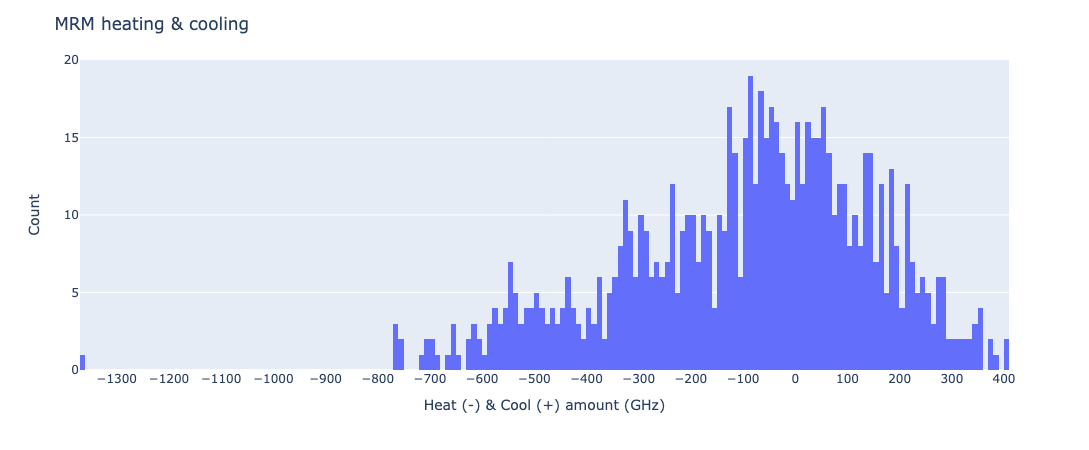 MRM heating & cooling
20
15
10
5
0
Count
−1300 −1200 −1100 −1000 −900 −800 −700 −600 −500 −400 −300 −200 −100 0 100 200 300 400
Heat (-) & Cool (+) amount (GHz)